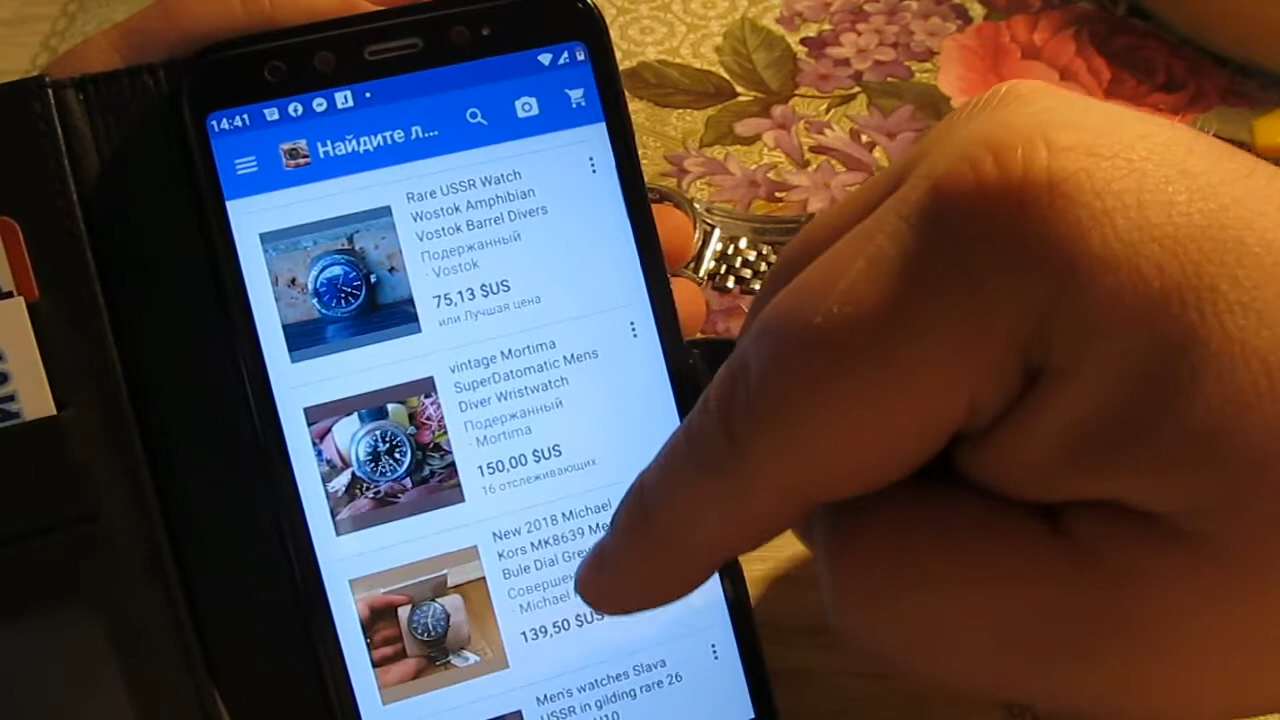 14:41
Найдите л...
Rare USSR Watch
Wostok Amphibian
Vostok Barrel Divers
Подержанный
· Vostok
75,13 $US
или Лучшая цена
vintage Mortima
SuperDatomatic Mens
Diver Wristwatch
Подержанный
· Mortima
150,00 $US
16 отслеживающих
New 2018 Michael
Kors MK8639 Me
Bule Dial Grey
Совершен
· Michael
139,50 $US
Men's watches Slava
USSR in gilding rare 26